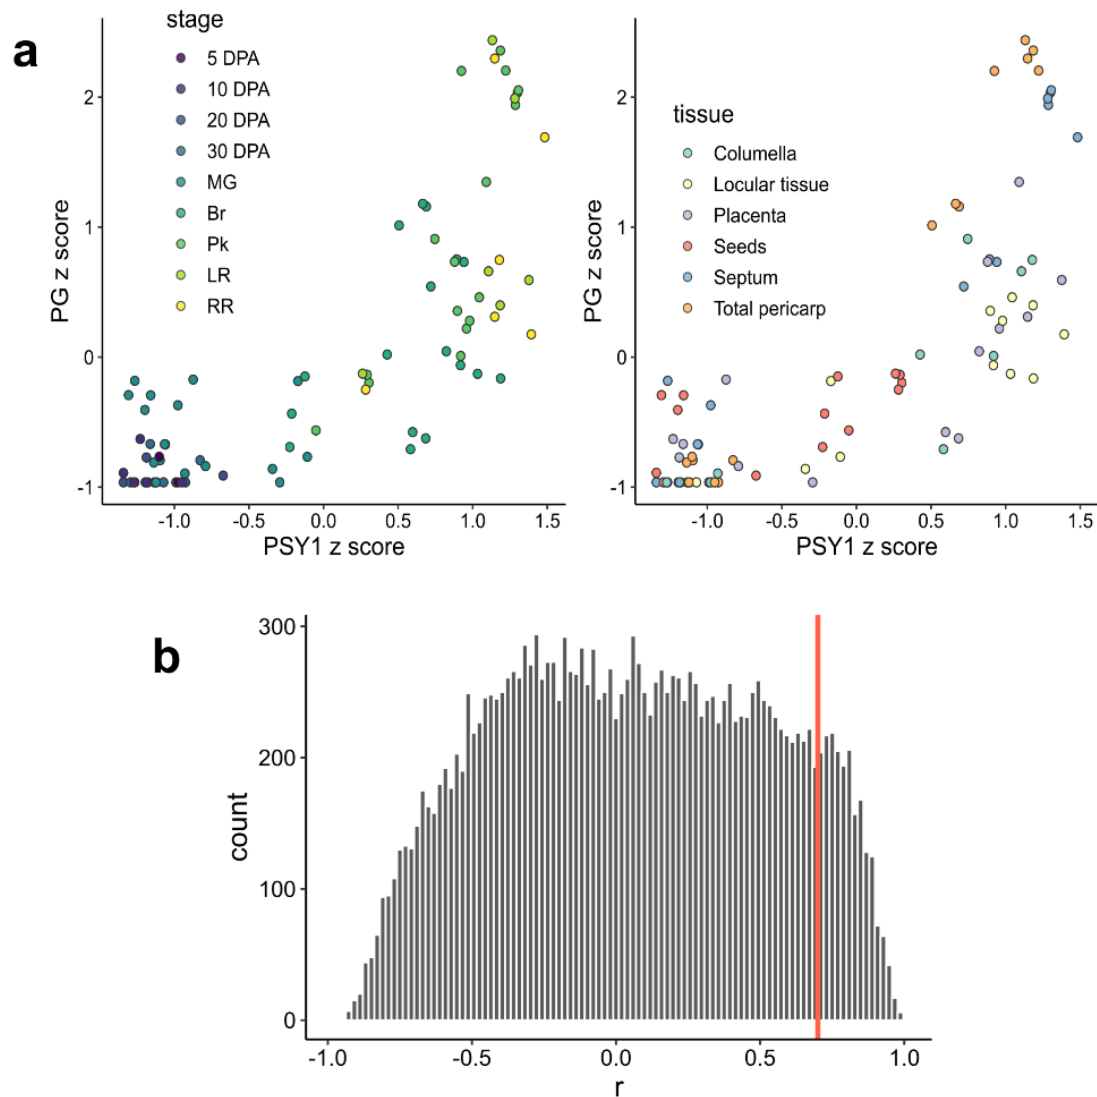 a
stage
5 DPA
10 DPA
20 DPA
30 DPA
MG
Br
Pk
LR
RR
PG z score
2
1
0
-1
-1.0 -0.5 0.0 0.5 1.0 1.5
PSY1 z score
tissue
Columella
Locular tissue
Placenta
Seeds
Septum
Total pericarp
PG z score
2
1
0
-1
-1.0 -0.5 0.0 0.5 1.0 1.5
PSY1 z score
b
count
300
200
100
0
-1.0 -0.5 0.0 0.5 1.0
r